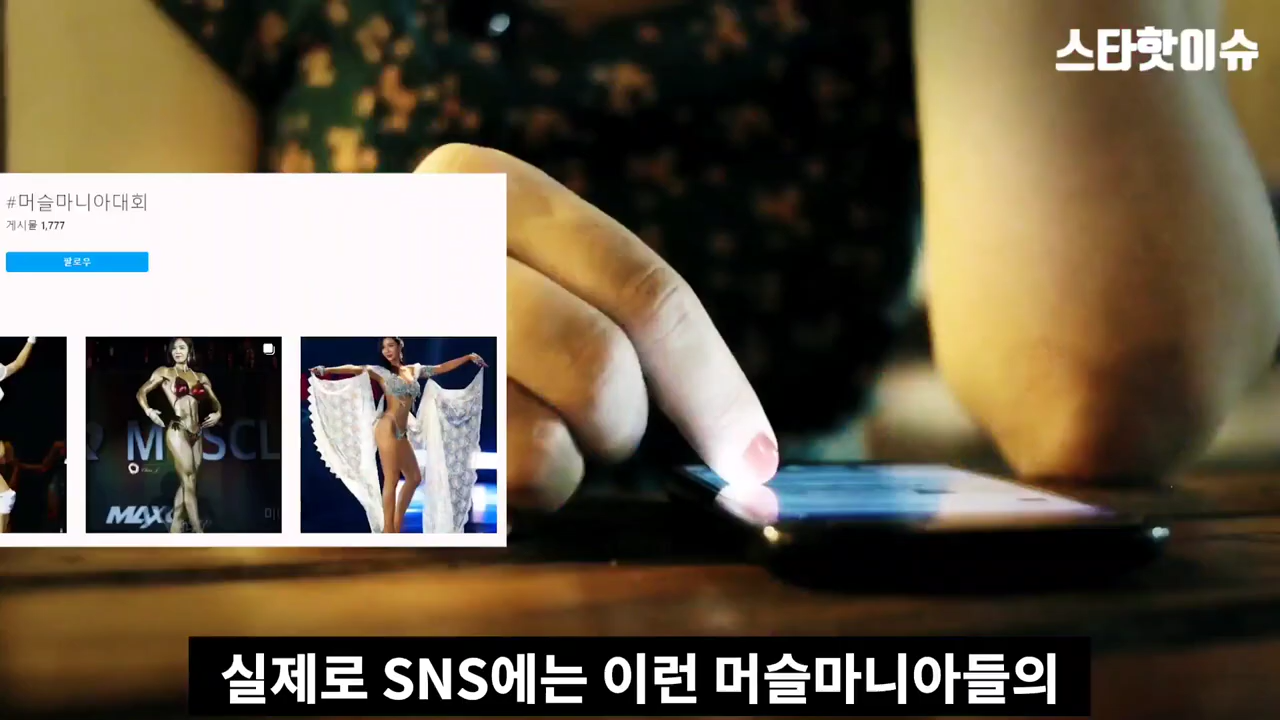 스타핫이슈
#머슬마니아대회
게시물 1,777
팔로우
MUSCL
MAX
실제로 SNS에는 이런 머슬마니아들의